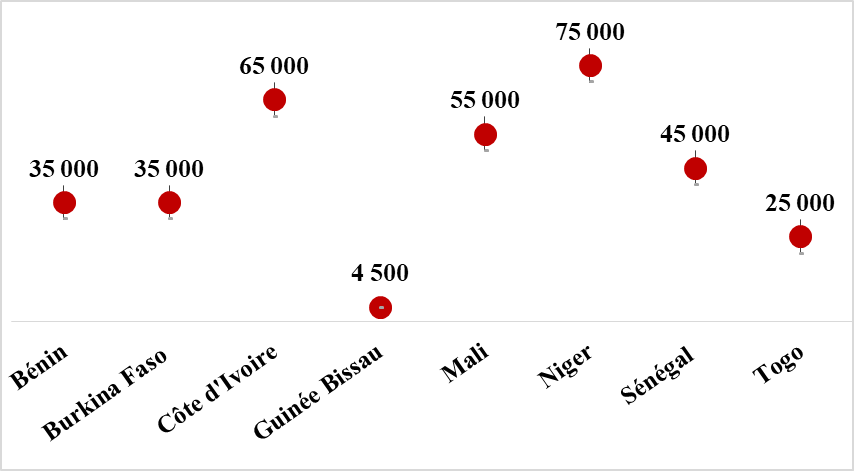 75 000
65 000
55 000
45 000
35 000
35 000
25 000
4 500
Bénin
Burkina Faso
Côte d'Ivoire
Guinée Bissau
Mali
Niger
Sénégal
Togo